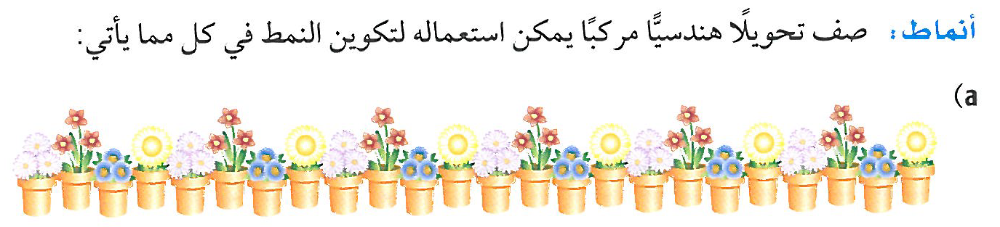 أنماط: صف تحويلًا هندسيًّا مركبًا يمكن استعماله لتكوين النمط في كل مما يأتي:
(a